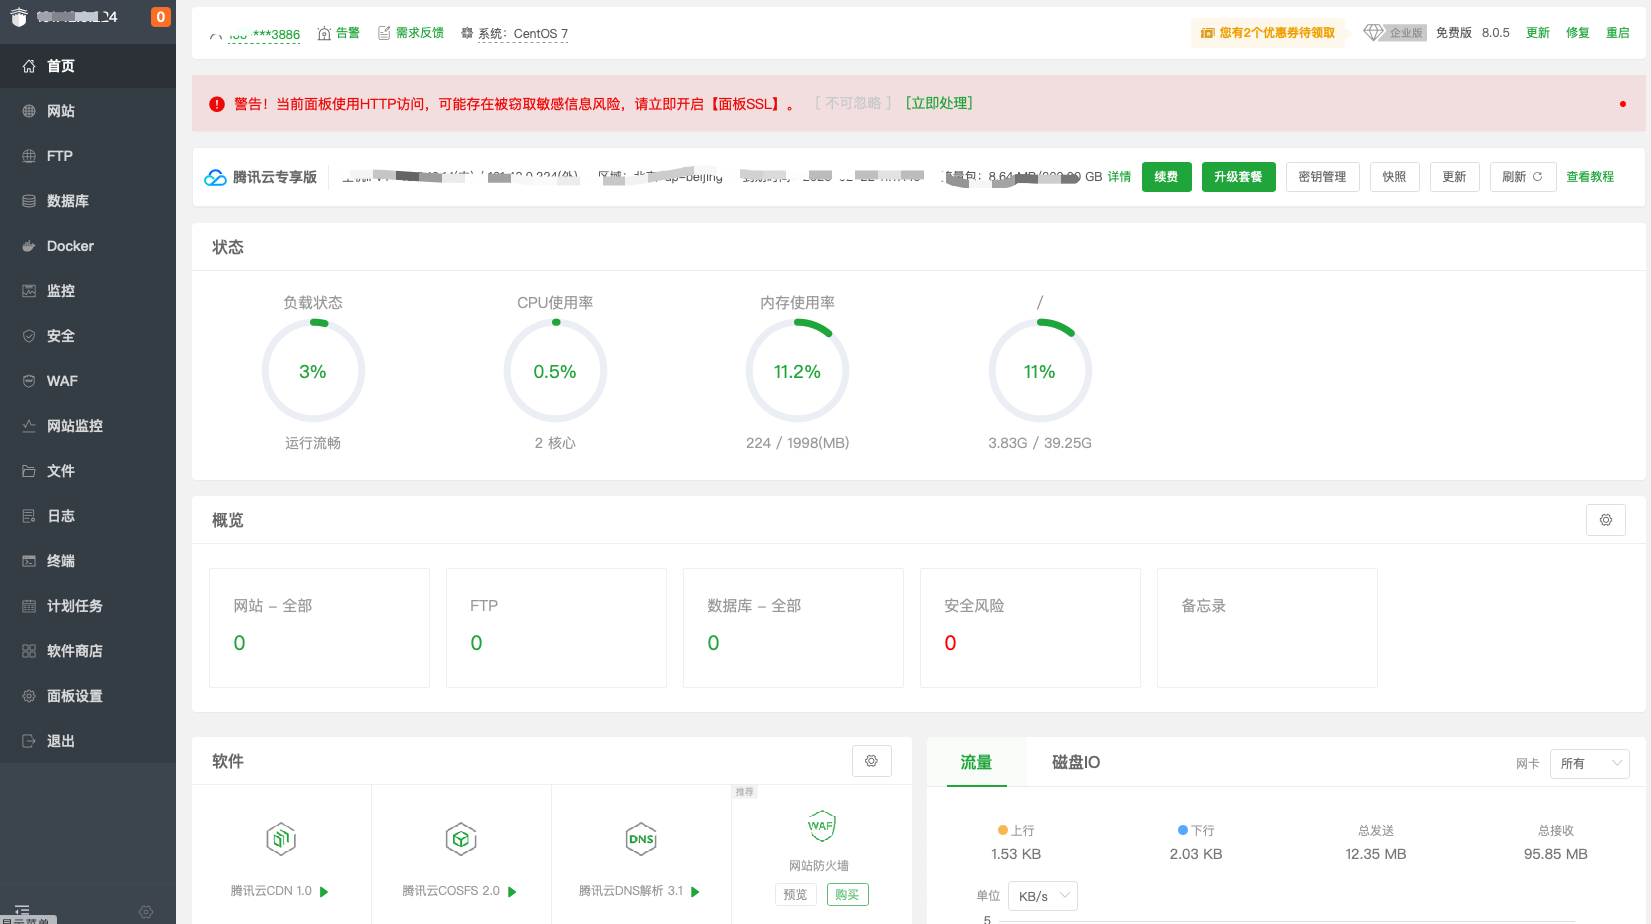 0
***3886
告警
需求反馈
系统：CentOS 7
您有2个优惠券待领取
企业版
免费版
8.0.5
更新
修复
重启
首页
网站
FTP
数据库
Docker
监控
安全
WAF
网站监控
文件
日志
终端
计划任务
软件商店
面板设置
退出
警告！当前面板使用HTTP访问，可能存在被窃取敏感信息风险，请立即开启【面板SSL】。
[ 不可忽略 ]
[立即处理]
腾讯云专享版
GB
详情
续费
升级套餐
密钥管理
快照
更新
刷新
查看教程
状态
负载状态
3%
运行流畅
CPU使用率
0.5%
2 核心
内存使用率
11.2%
224 / 1998(MB)
/
11%
3.83G / 39.25G
概览
网站 - 全部
0
FTP
0
数据库 - 全部
0
安全风险
0
备忘录
软件
腾讯云CDN 1.0
腾讯云COSFS 2.0
DNS
腾讯云DNS解析 3.1
推荐
WAF
网站防火墙
预览
购买
流量
磁盘IO
网卡
所有
上行
1.53 KB
下行
2.03 KB
总发送
12.35 MB
总接收
95.85 MB
单位
KB/s
5